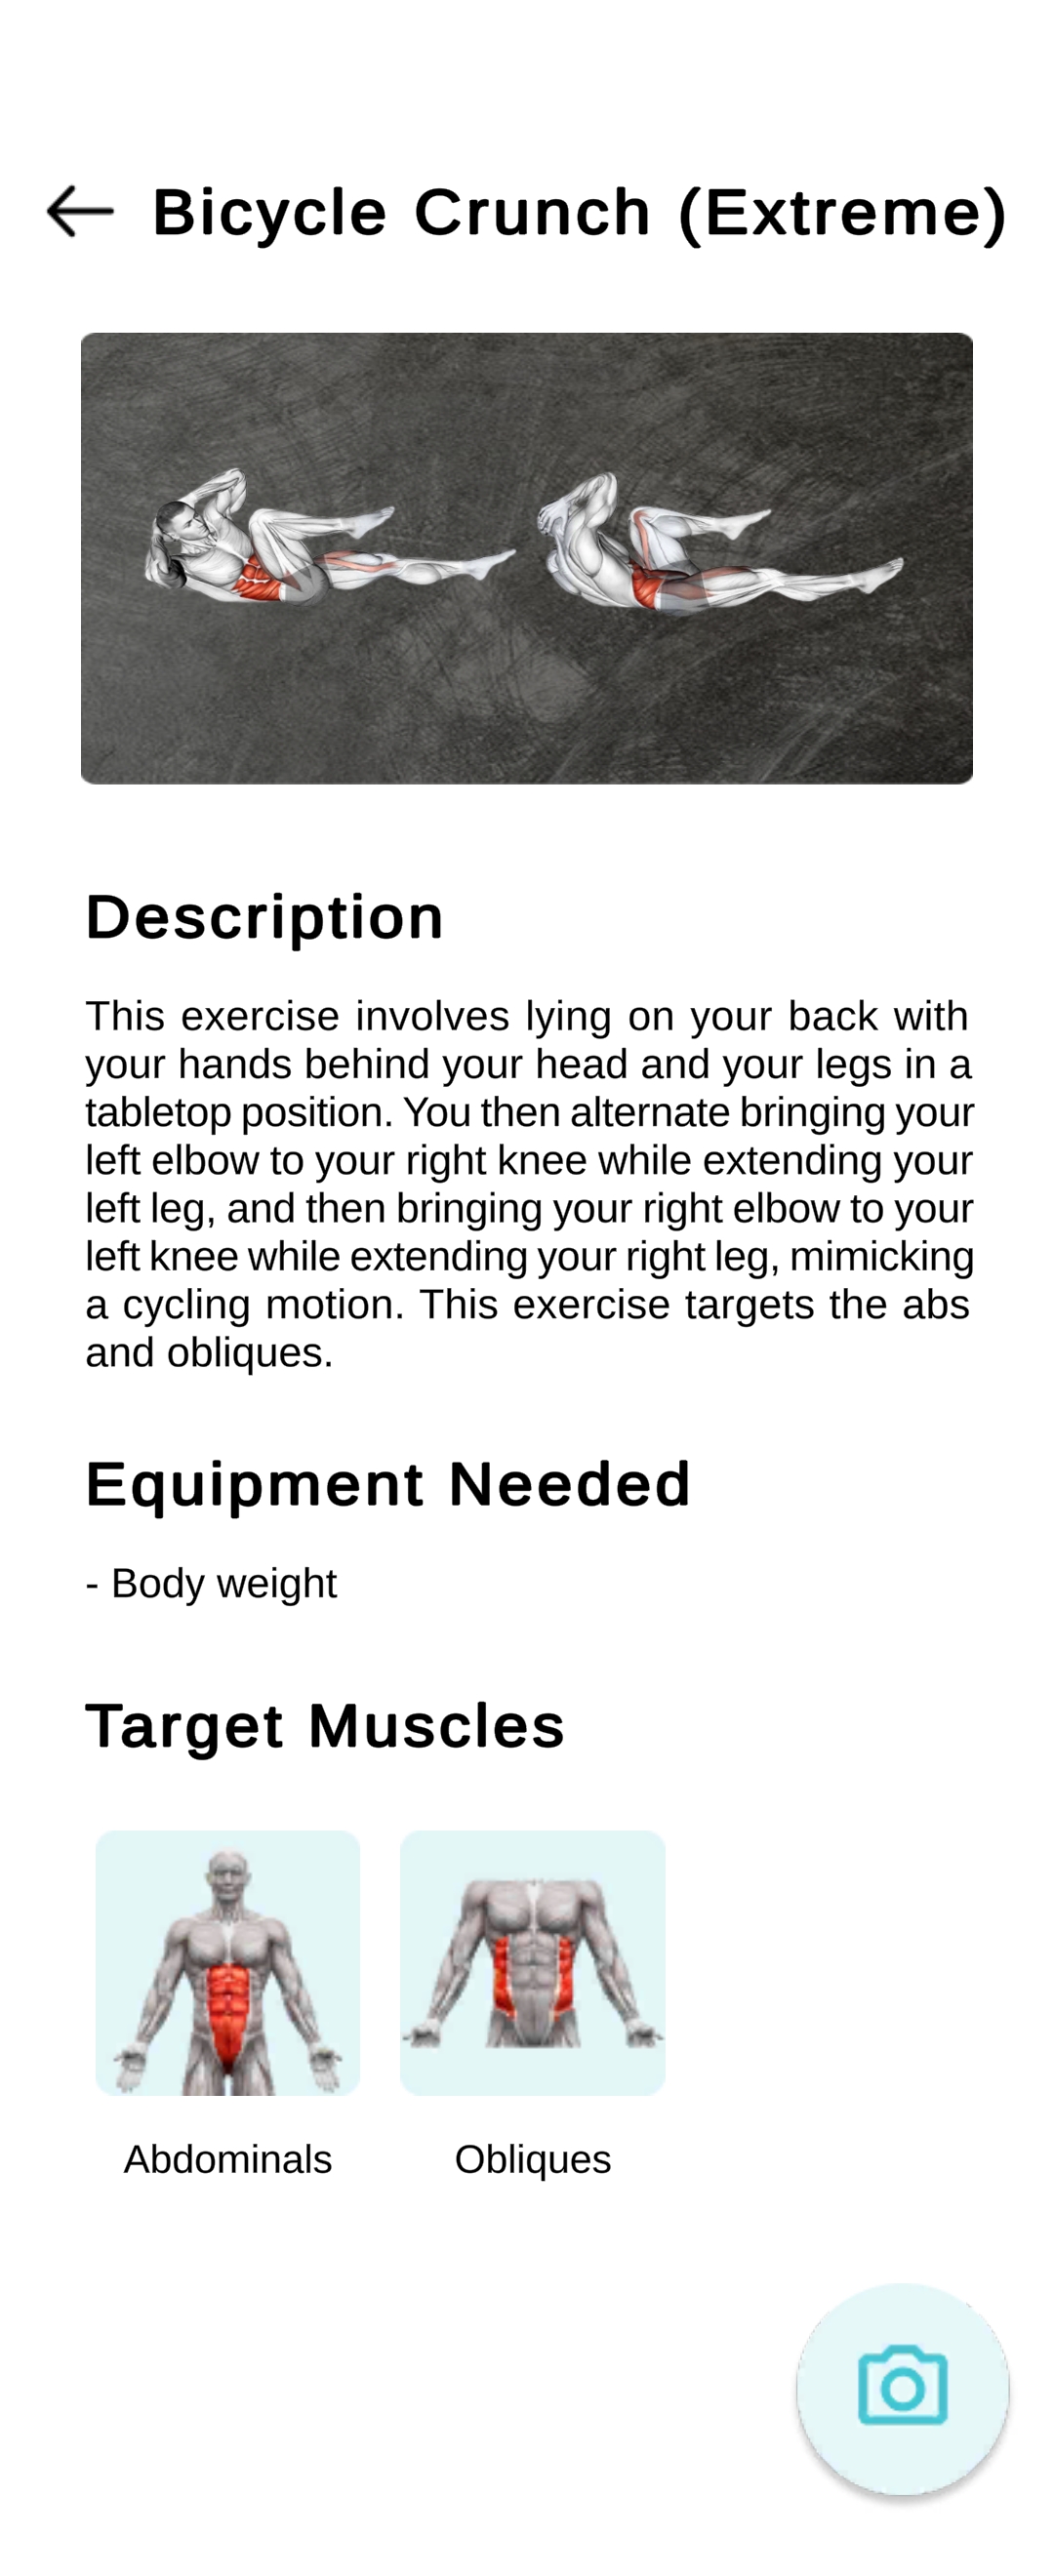 Bicycle Crunch (Extreme)
Description
This exercise involves lying on your back with
your hands behind your head and your legs in a
tabletop position. You then alternate bringing your
left elbow to your right knee while extending your
left leg, and then bringing your right elbow to your
left knee while extending your right leg, mimicking
a cycling motion. This exercise targets the abs
and obliques.
Equipment Needed
- Body weight
Target Muscles
Abdominals
Obliques